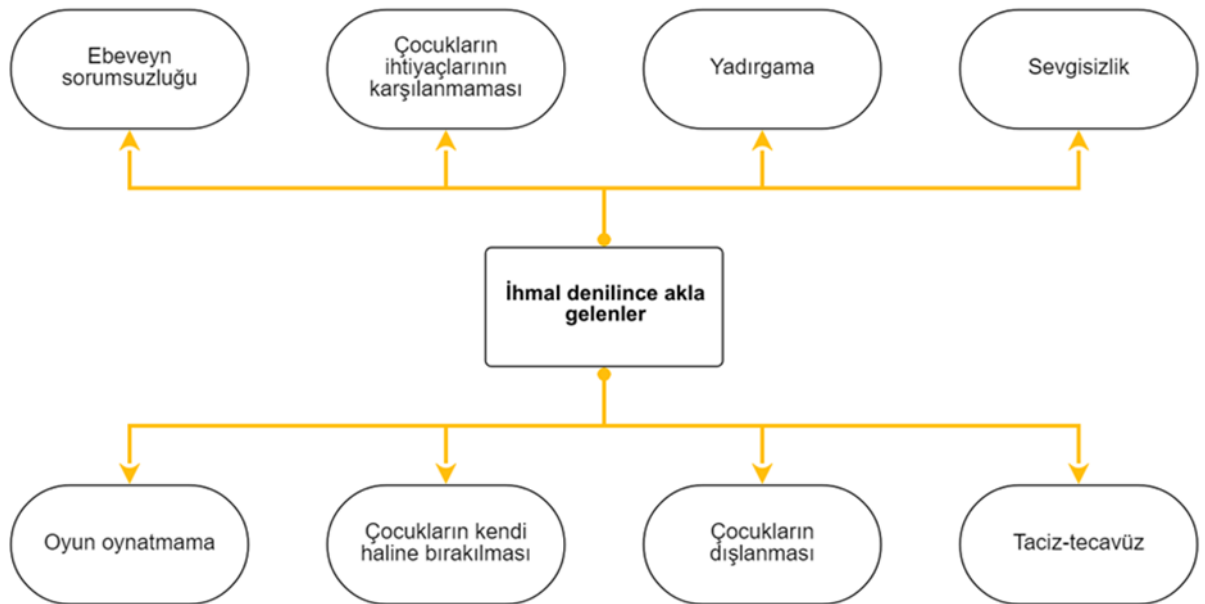 Ebeveyn
sorumsuzluğu
Çocukların
ihtiyaçlarının
karşılanmaması
Yadırgama
Sevgisizlik
İhmal denilince akla
gelenler
Oyun oynatmama
Çocukların kendi
haline bırakılması
Çocukların
dışlanması
Taciz-tecavüz